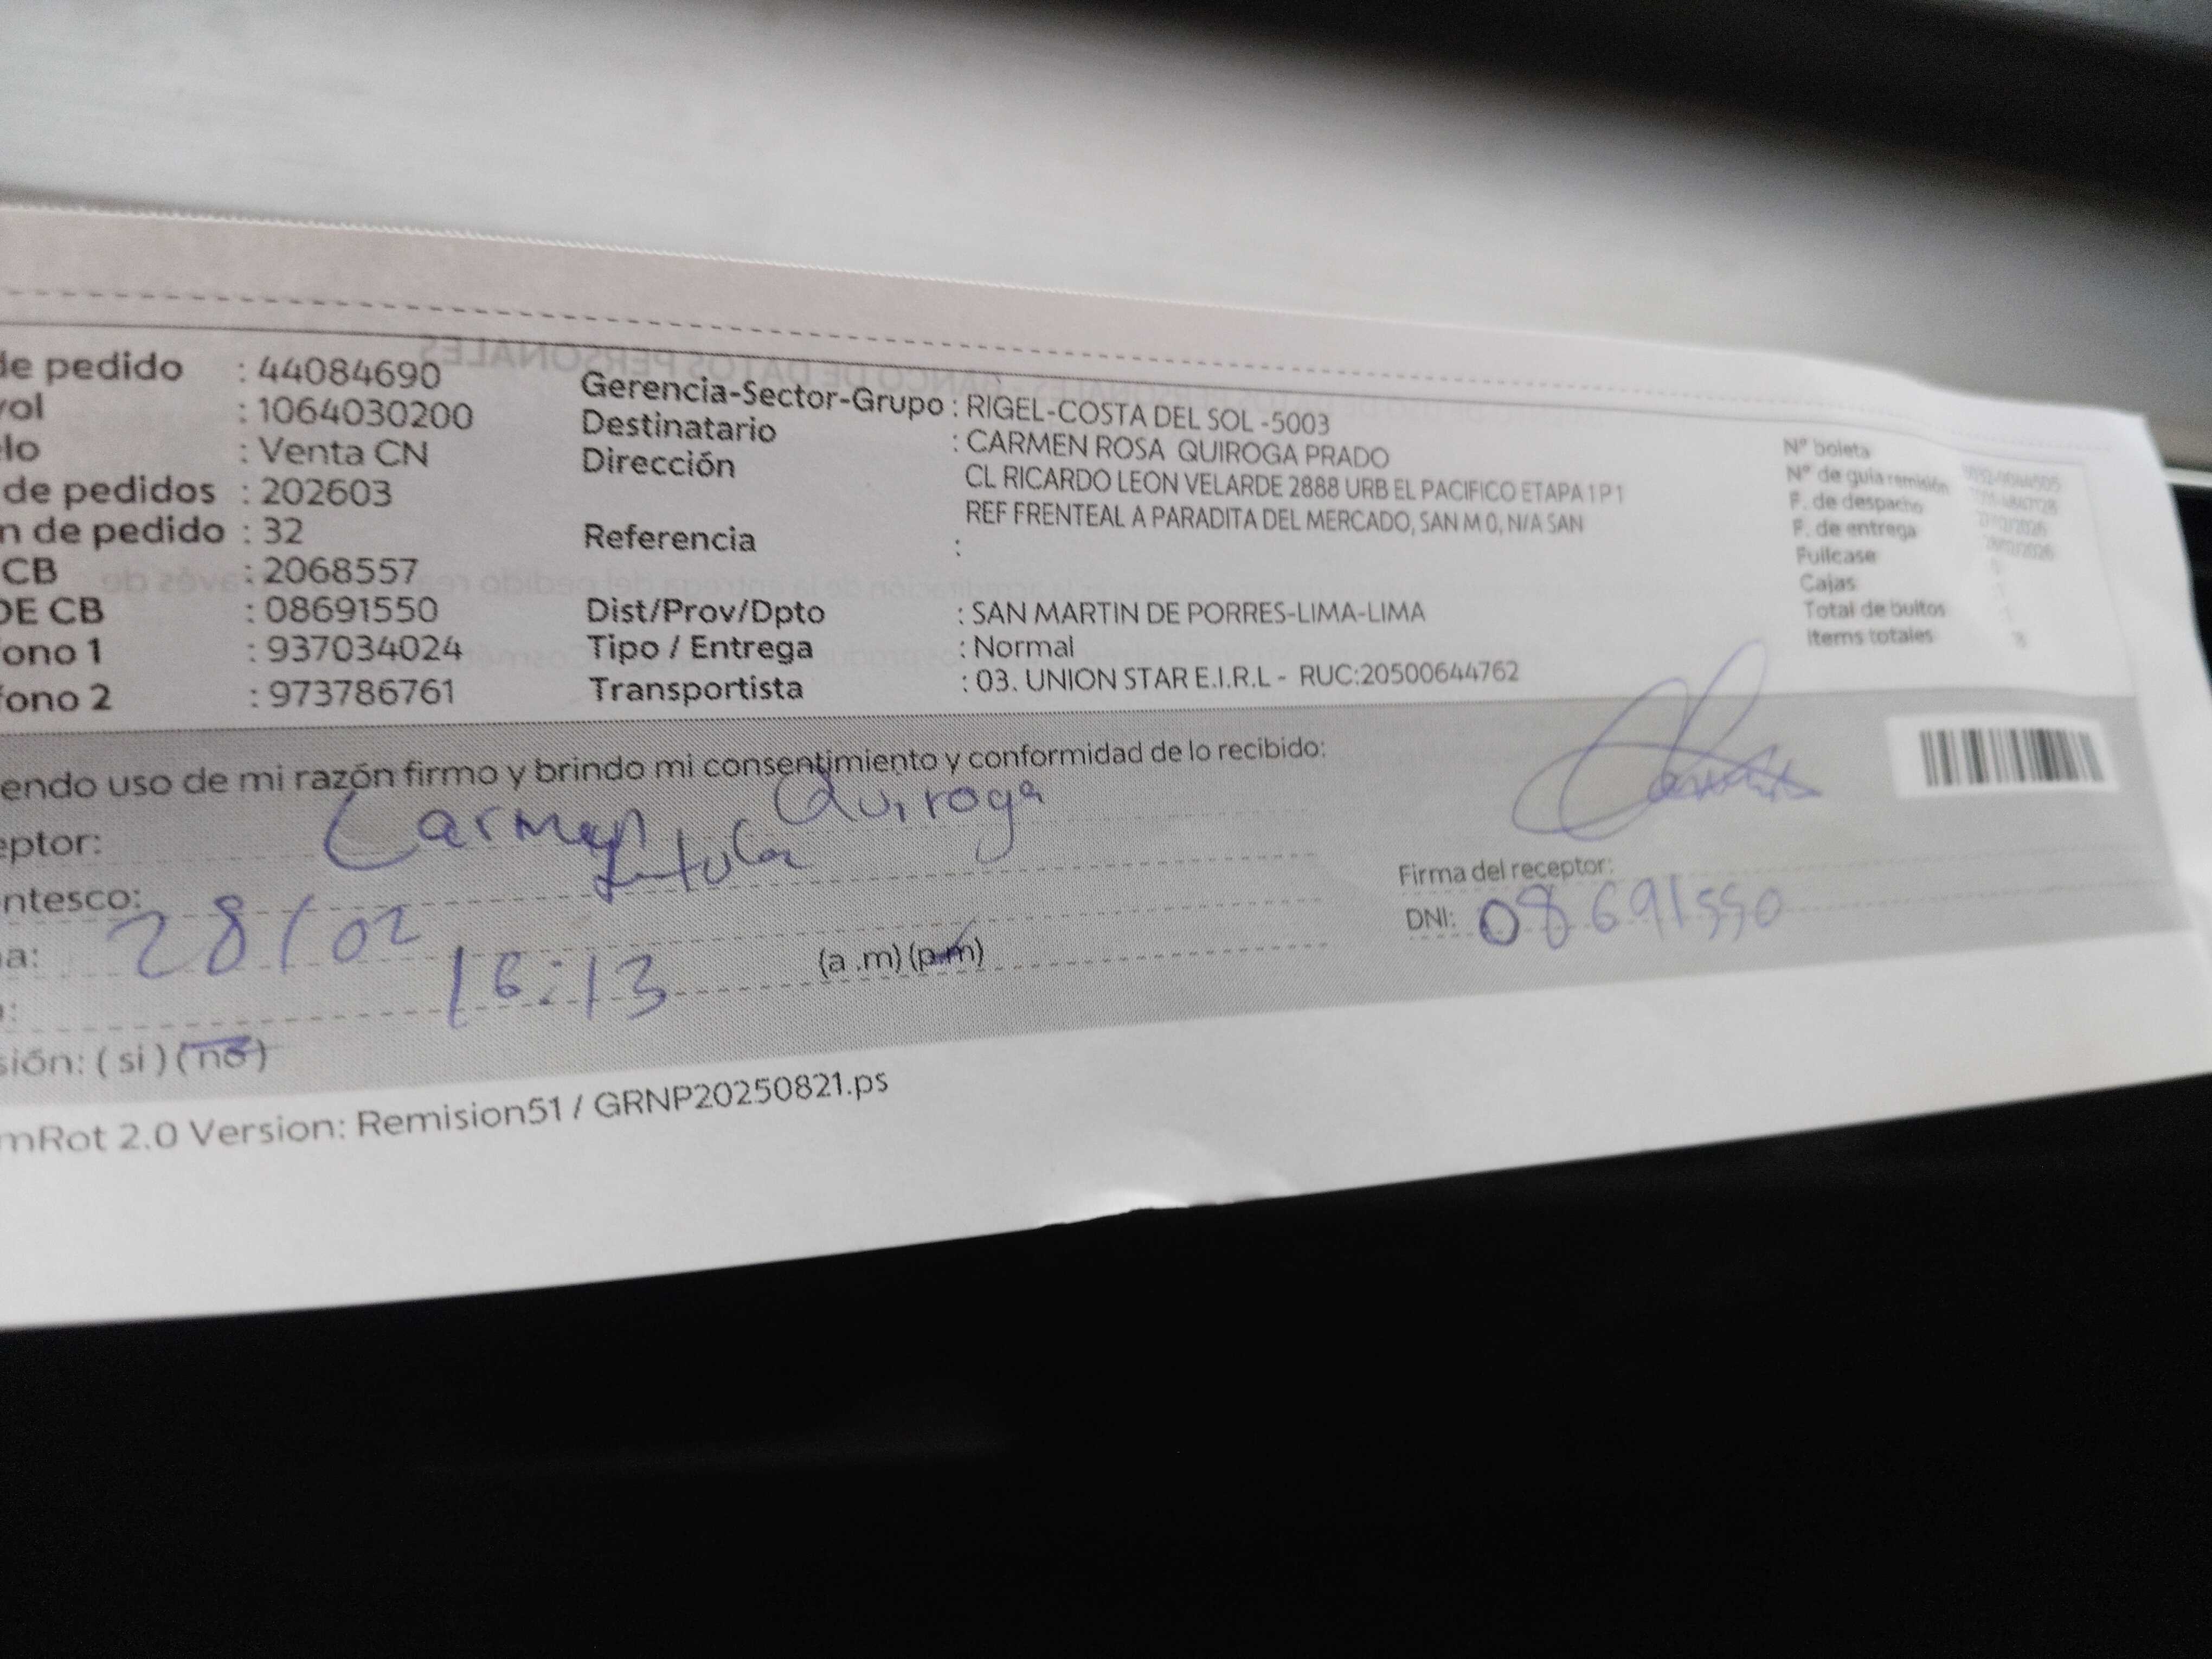 de pedido : 44084690
vol : 1064030200
elo : Venta CN
de pedidos : 202603
n de pedido : 32
CB : 2068557
DE CB : 08691550
fono 1 : 937034024
fono 2 : 973786761
Gerencia-Sector-Grupo : RIGEL-COSTA DEL SOL -5003
Destinatario : CARMEN ROSA QUIROGA PRADO
Dirección CL RICARDO LEON VELARDE 2888 URB EL PACIFICO ETAPA 1 P1
REF FRENTEAL A PARADITA DEL MERCADO, SAN M 0, N/A SAN
Referencia :
Dist/Prov/Dpto : SAN MARTIN DE PORRES-LIMA-LIMA
Tipo / Entrega : Normal
Transportista : 03. UNION STAR E.I.R.L - RUC:20500644762
N° boleta
N° de guía remisión
F. de despacho
F. de entrega
Fullcase
Cajas
Total de bultos
Items totales
endo uso de mi razón firmo y brindo mi consentimiento y conformidad de lo recibido:
eptor: Carmen Quiroga
ntesco:
a: 28/02
: 16:13 (a .m) (p.m)
Firma del receptor:
DNI: 08691550
sión: ( si ) ( no )
mRot 2.0 Version: Remision51 / GRNP20250821.ps